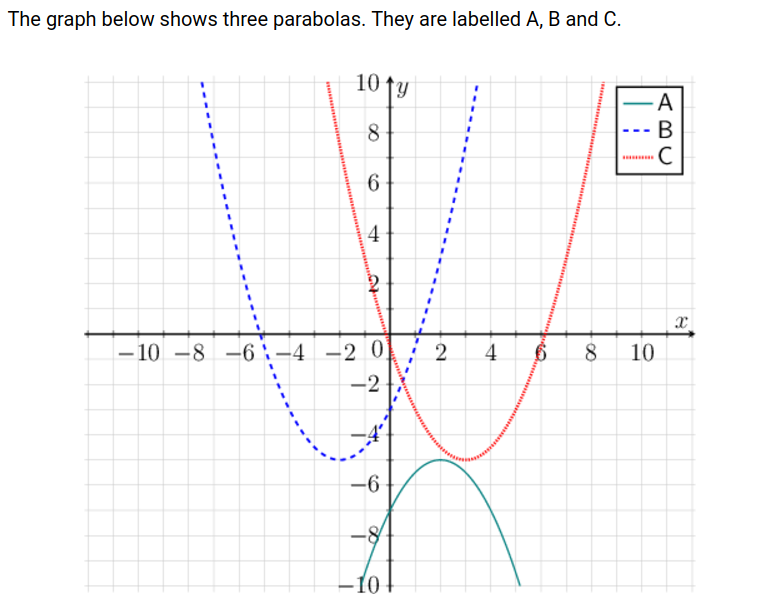 The graph below shows three parabolas. They are labelled A, B and C.
10 y
A
8
B
C
6
4
2
x
−10 −8 −6 −4 −2 0 2 4 6 8 10
−2
−4
−6
−8
−10